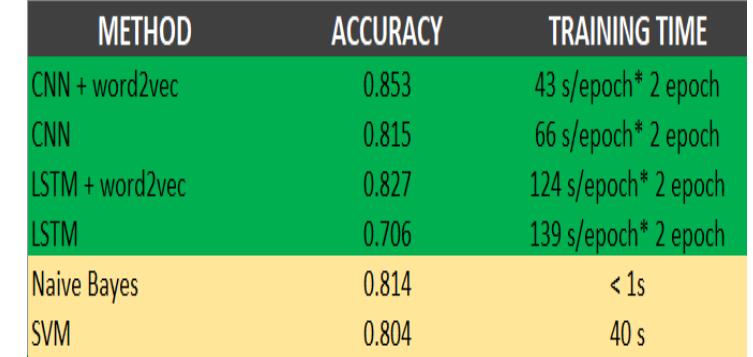 METHOD ACCURACY TRAINING TIME
CNN + word2vec 0.853 43 s/epoch* 2 epoch
CNN 0.815 66 s/epoch* 2 epoch
LSTM + word2vec 0.827 124 s/epoch* 2 epoch
LSTM 0.706 139 s/epoch* 2 epoch
Naive Bayes 0.814 < 1s
SVM 0.804 40 s